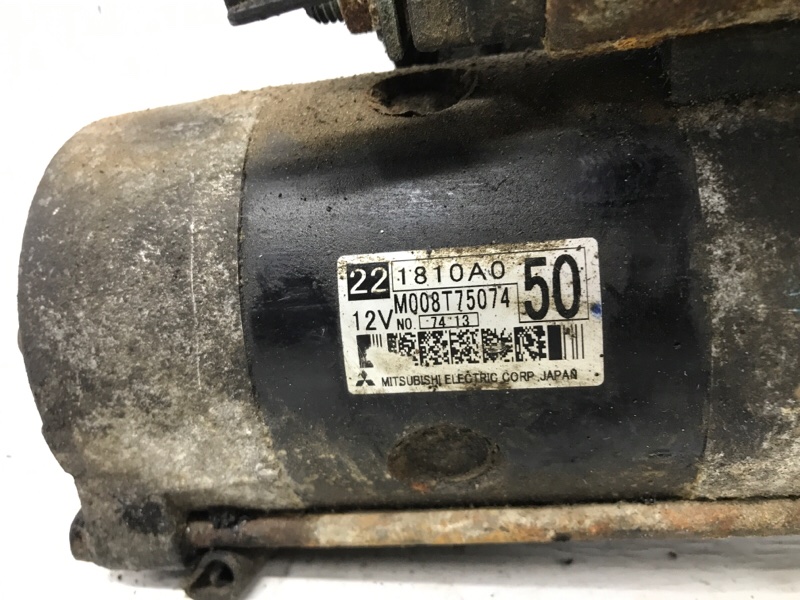 22 1810A0 50
M008T75074
12V NO. 74 13
MITSUBISHI ELECTRIC CORP. JAPAN